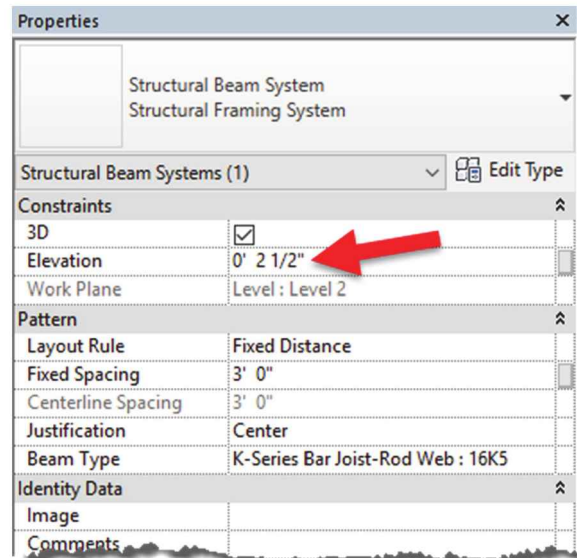 Properties
Structural Beam System
Structural Framing System
Structural Beam Systems (1)
Edit Type
Constraints
3D
Elevation 0' 2 1/2"
Work Plane Level : Level 2
Pattern
Layout Rule Fixed Distance
Fixed Spacing 3' 0"
Centerline Spacing 3' 0"
Justification Center
Beam Type K-Series Bar Joist-Rod Web : 16K5
Identity Data
Image
Comments